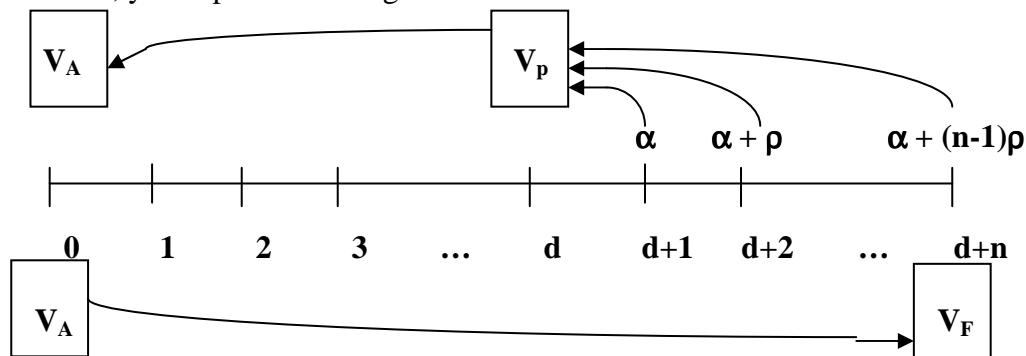 V_A V_p
α α + ρ α + (n-1)ρ
0 1 2 3 ... d d+1 d+2 ... d+n
V_A V_F